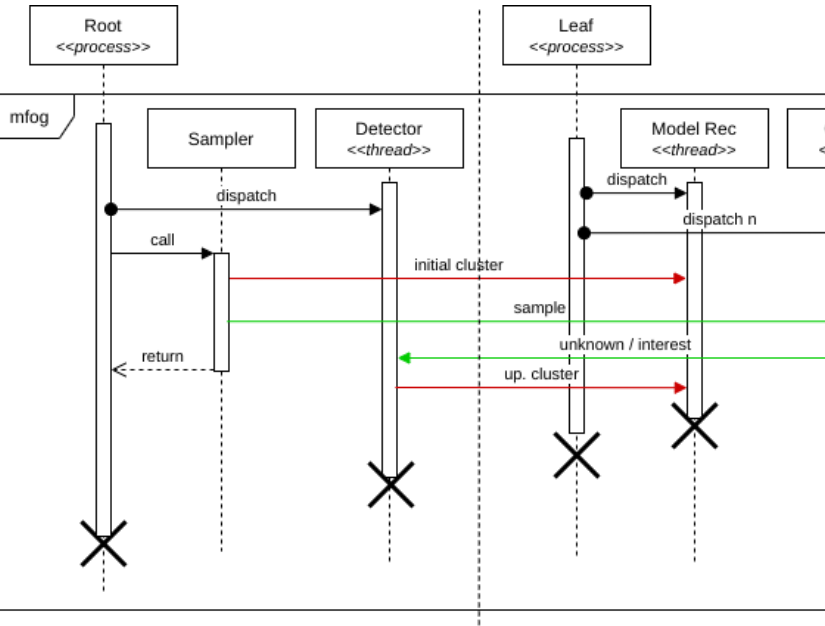 Root
<<process>>
Leaf
<<process>>
mfog
Sampler
Detector
<<thread>>
Model Rec
<<thread>>
dispatch
dispatch
dispatch n
call
initial cluster
sample
unknown / interest
return
up. cluster